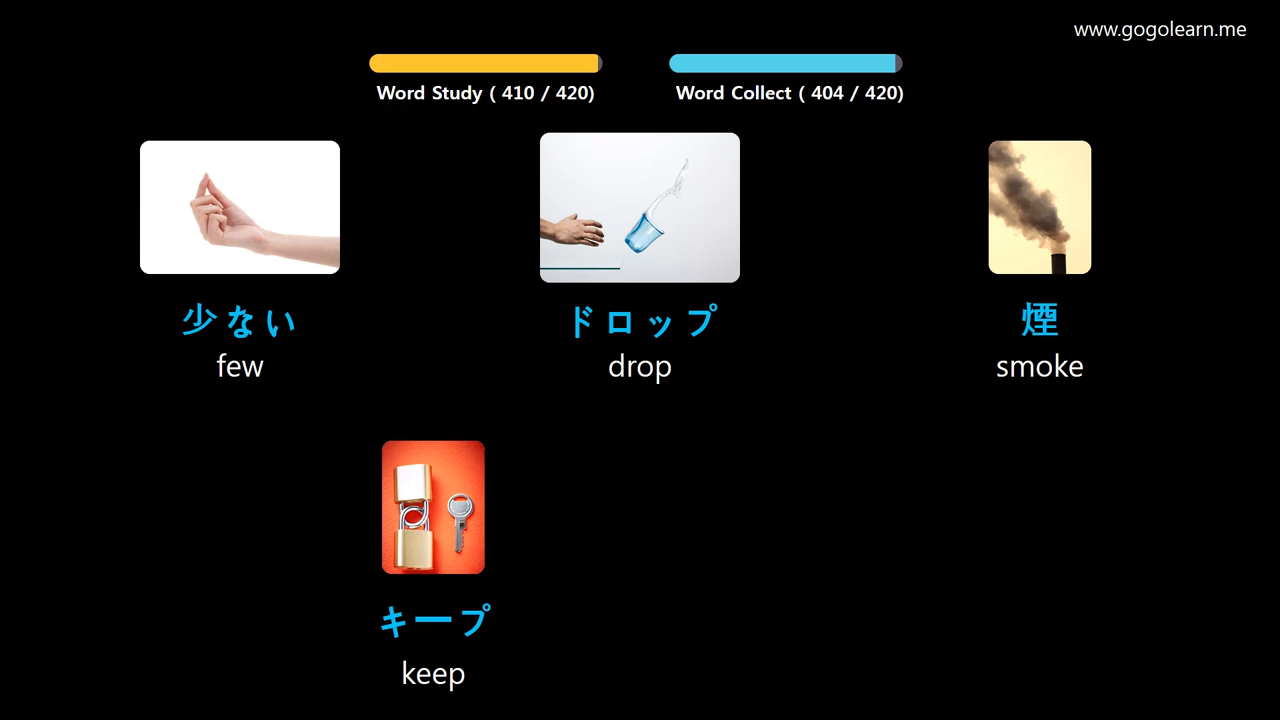 www.gogolearn.me
Word Study ( 410 / 420)
Word Collect ( 404 / 420)
少ない
few
ドロップ
drop
煙
smoke
キープ
keep